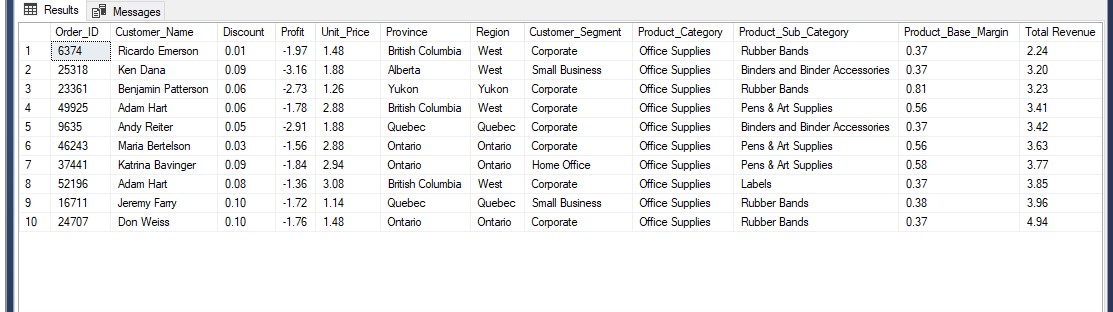 Results Messages
Order_ID Customer_Name Discount Profit Unit_Price Province Region Customer_Segment Product_Category Product_Sub_Category Product_Base_Margin Total Revenue
1 6374 Ricardo Emerson 0.01 -1.97 1.48 British Columbia West Corporate Office Supplies Rubber Bands 0.37 2.24
2 25318 Ken Dana 0.09 -3.16 1.88 Alberta West Small Business Office Supplies Binders and Binder Accessories 0.37 3.20
3 23361 Benjamin Patterson 0.06 -2.73 1.26 Yukon Yukon Corporate Office Supplies Rubber Bands 0.81 3.23
4 49925 Adam Hart 0.06 -1.78 2.88 British Columbia West Corporate Office Supplies Pens & Art Supplies 0.56 3.41
5 9635 Andy Reiter 0.05 -2.91 1.88 Quebec Quebec Corporate Office Supplies Binders and Binder Accessories 0.37 3.42
6 46243 Maria Bertelson 0.03 -1.56 2.88 Ontario Ontario Corporate Office Supplies Pens & Art Supplies 0.56 3.63
7 37441 Katrina Bavinger 0.09 -1.84 2.94 Ontario Ontario Home Office Office Supplies Pens & Art Supplies 0.58 3.77
8 52196 Adam Hart 0.08 -1.36 3.08 British Columbia West Corporate Office Supplies Labels 0.37 3.85
9 16711 Jeremy Farry 0.10 -1.72 1.14 Quebec Quebec Small Business Office Supplies Rubber Bands 0.38 3.96
10 24707 Don Weiss 0.10 -1.76 1.48 Ontario Ontario Corporate Office Supplies Rubber Bands 0.37 4.94